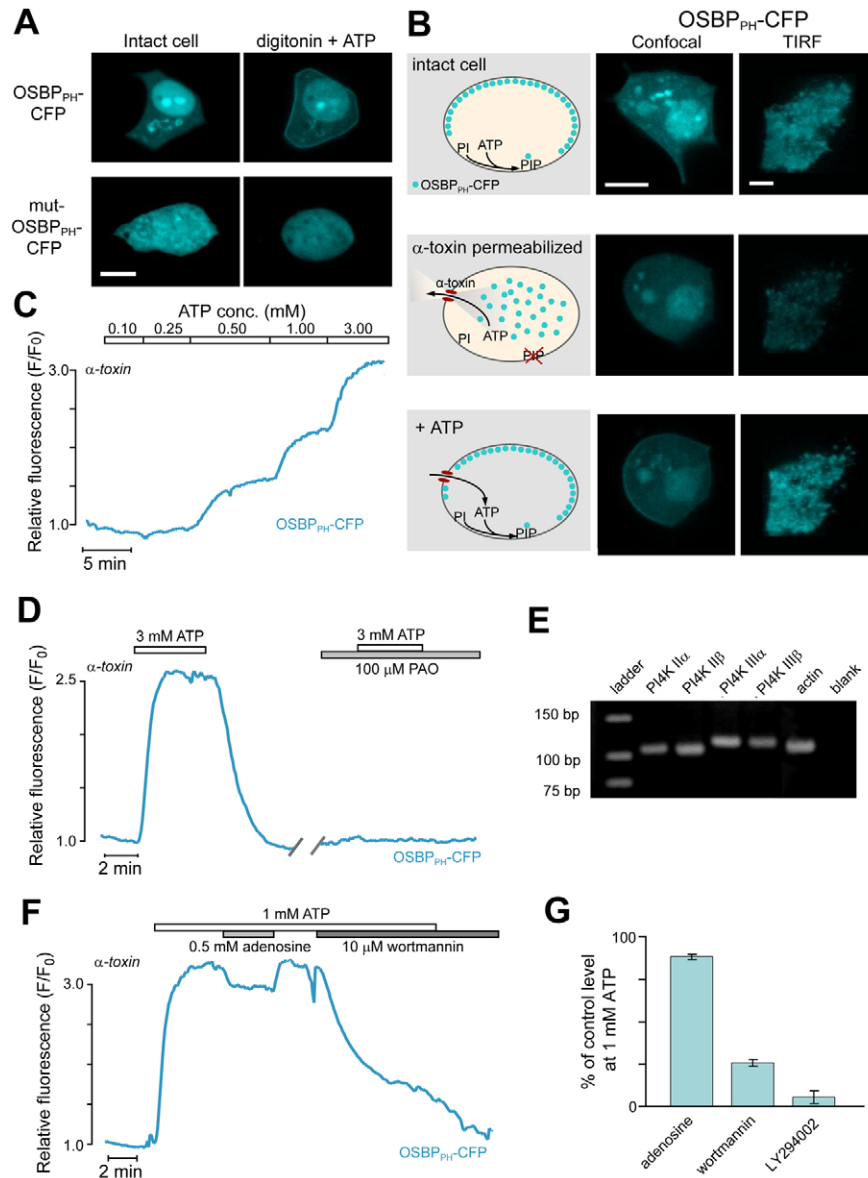 A
Intact cell
digitonin + ATP
OSBPPH-
CFP
mut-
OSBPPH-
CFP
B
OSBPPH-CFP
Confocal
TIRF
intact cell
PI
ATP
PIP
OSBPPH-CFP
α-toxin permeabilized
α-toxin
PI
ATP
PIP
+ ATP
PI
ATP
PIP
C
ATP conc. (mM)
0.10 0.25 0.50 1.00 3.00
Relative fluorescence (F/F0)
3.0
α-toxin
1.0
OSBPPH-CFP
5 min
D
3 mM ATP
3 mM ATP
100 μM PAO
α-toxin
Relative fluorescence (F/F0)
2.5
1.0
OSBPPH-CFP
2 min
E
ladder
PI4K IIα
PI4K IIβ
. PI4K IIIα
. PI4K IIIβ
actin
blank
150 bp
100 bp
75 bp
F
1 mM ATP
0.5 mM adenosine
10 μM wortmannin
α-toxin
Relative fluorescence (F/F0)
3.0
1.0
OSBPPH-CFP
2 min
G
% of control level
at 1 mM ATP
100
0
adenosine
wortmannin
LY294002